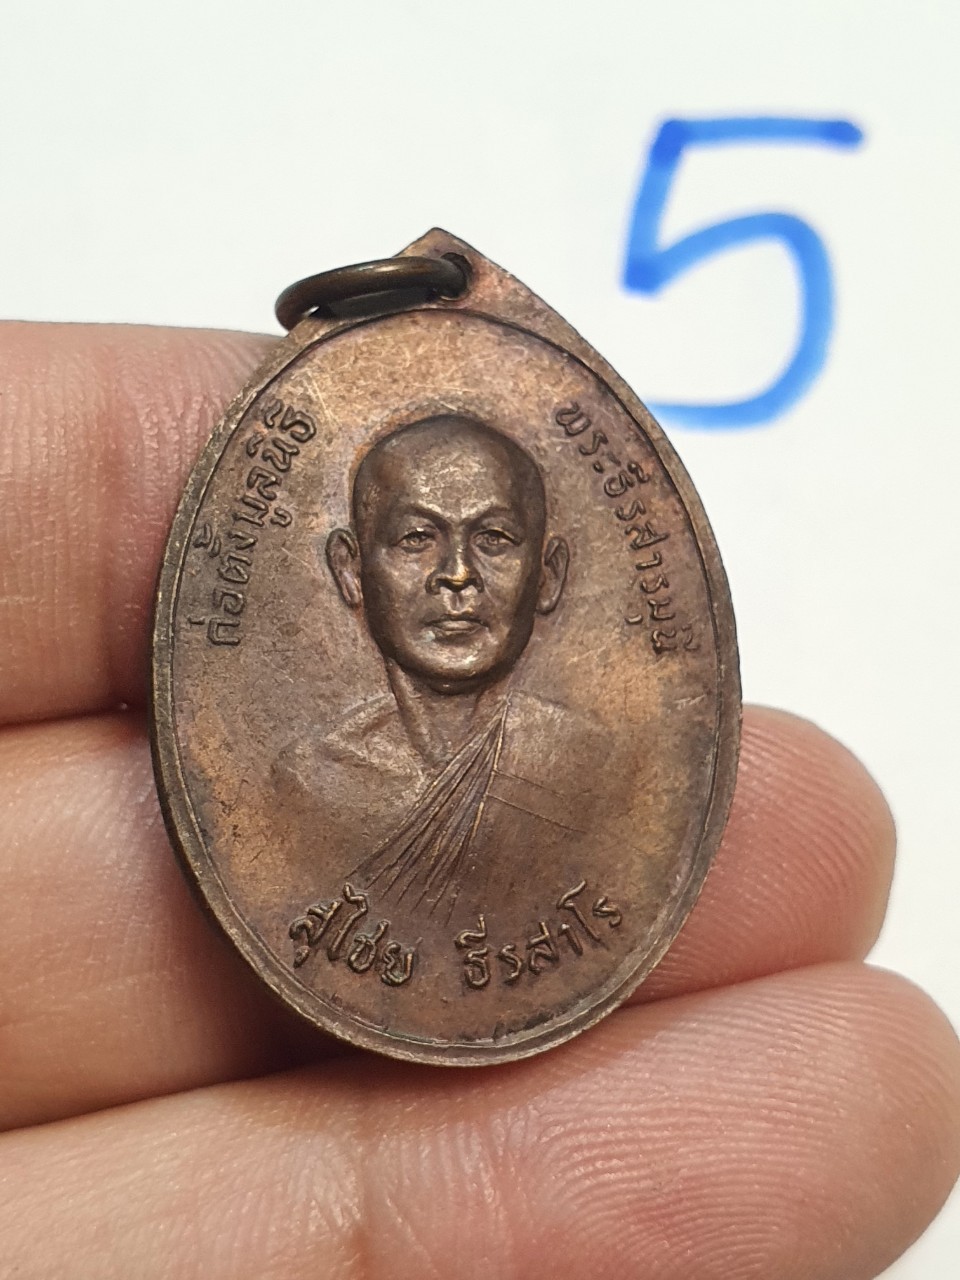 5
ก่อตั้งมูลนิธิ
พระธีรสารมุนี
สุไชย ธีรสาโร